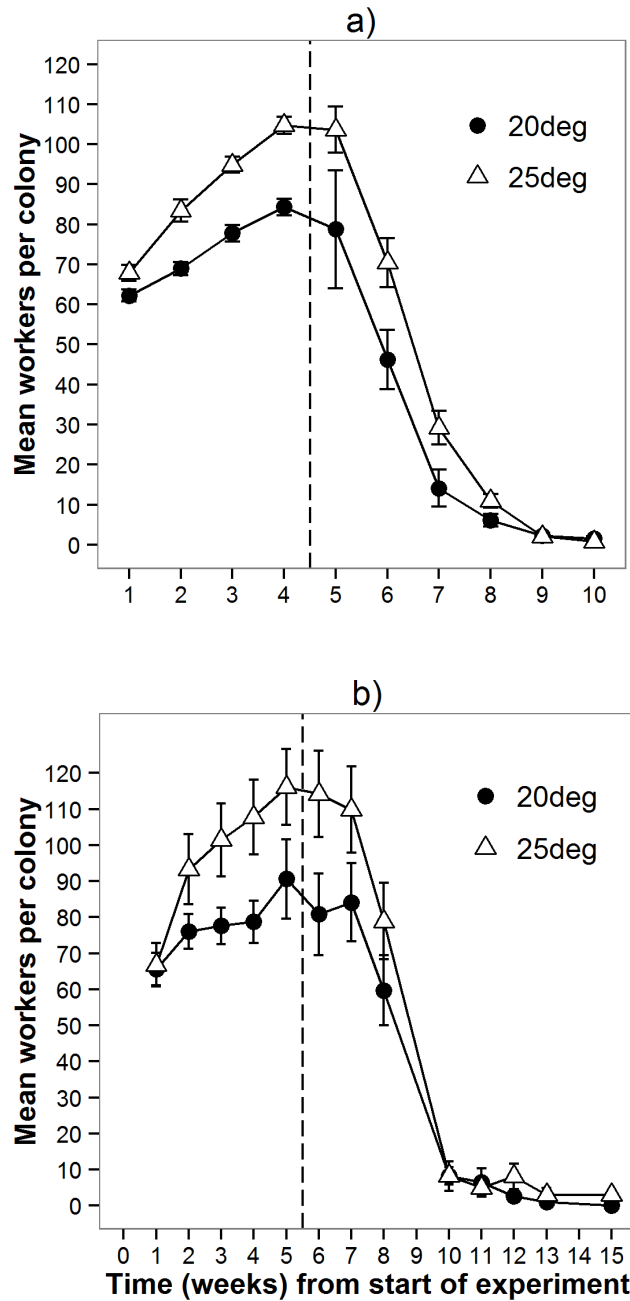 a)
Mean workers per colony
120
110
100
90
80
70
60
50
40
30
20
10
0
20deg
25deg
1 2 3 4 5 6 7 8 9 10
b)
Mean workers per colony
120
110
100
90
80
70
60
50
40
30
20
10
0
20deg
25deg
0 1 2 3 4 5 6 7 8 9 10 11 12 13 14 15
Time (weeks) from start of experiment